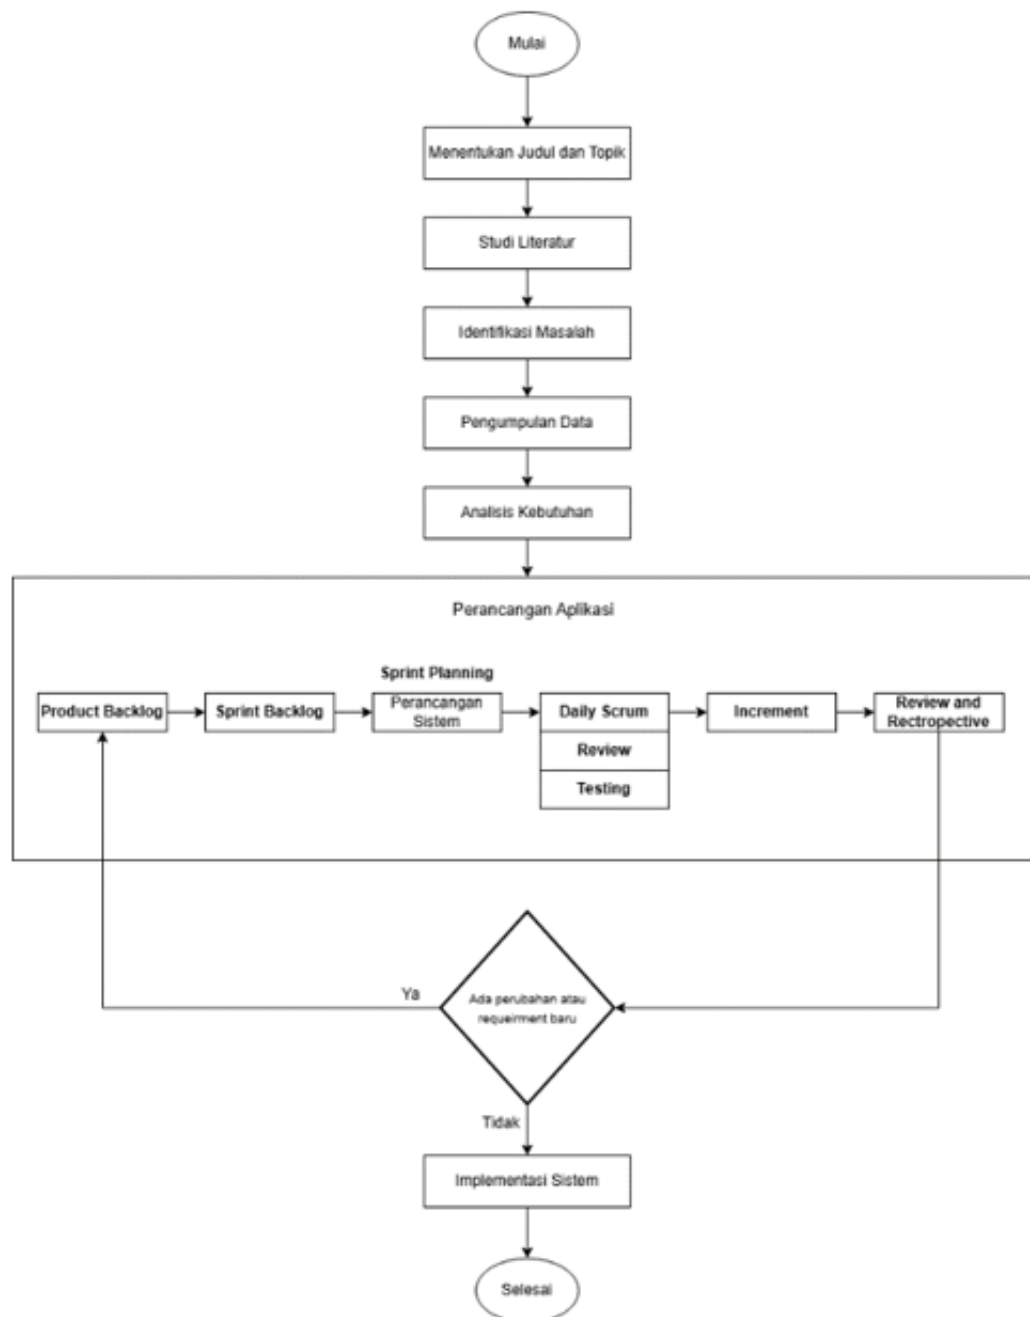 Mulai
Menentukan Judul dan Topik
Studi Literatur
Identifikasi Masalah
Pengumpulan Data
Analisis Kebutuhan
Perancangan Aplikasi
Product Backlog
Sprint Backlog
Sprint Planning
Perancangan
Sistem
Daily Scrum
Review
Testing
Increment
Review and
Rectropective
Ada perubahan atau
requeirment baru
Ya
Tidak
Implementasi Sistem
Selesai